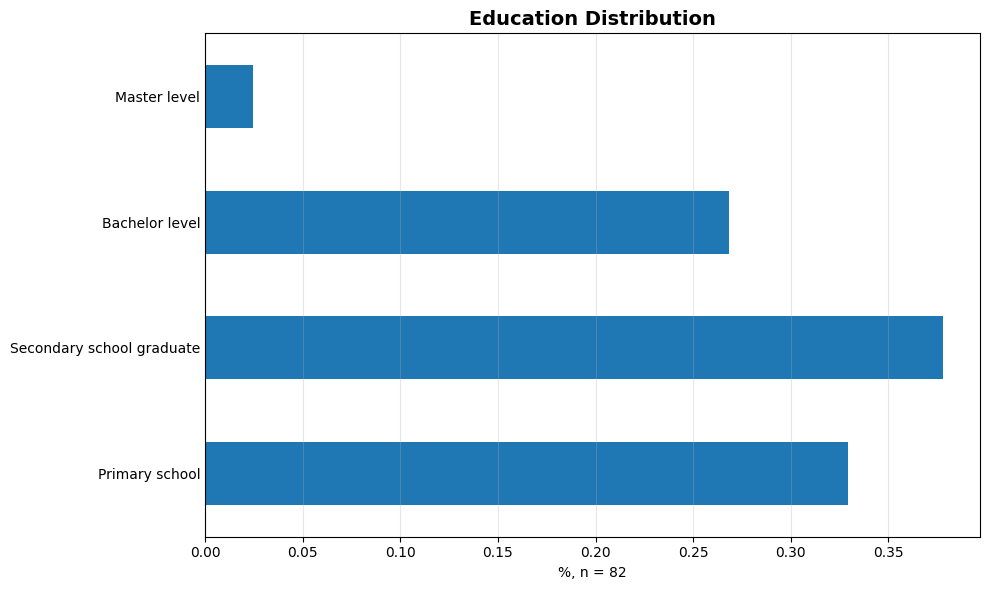 Education Distribution
Master level
Bachelor level
Secondary school graduate
Primary school
0.00 0.05 0.10 0.15 0.20 0.25 0.30 0.35
%, n = 82